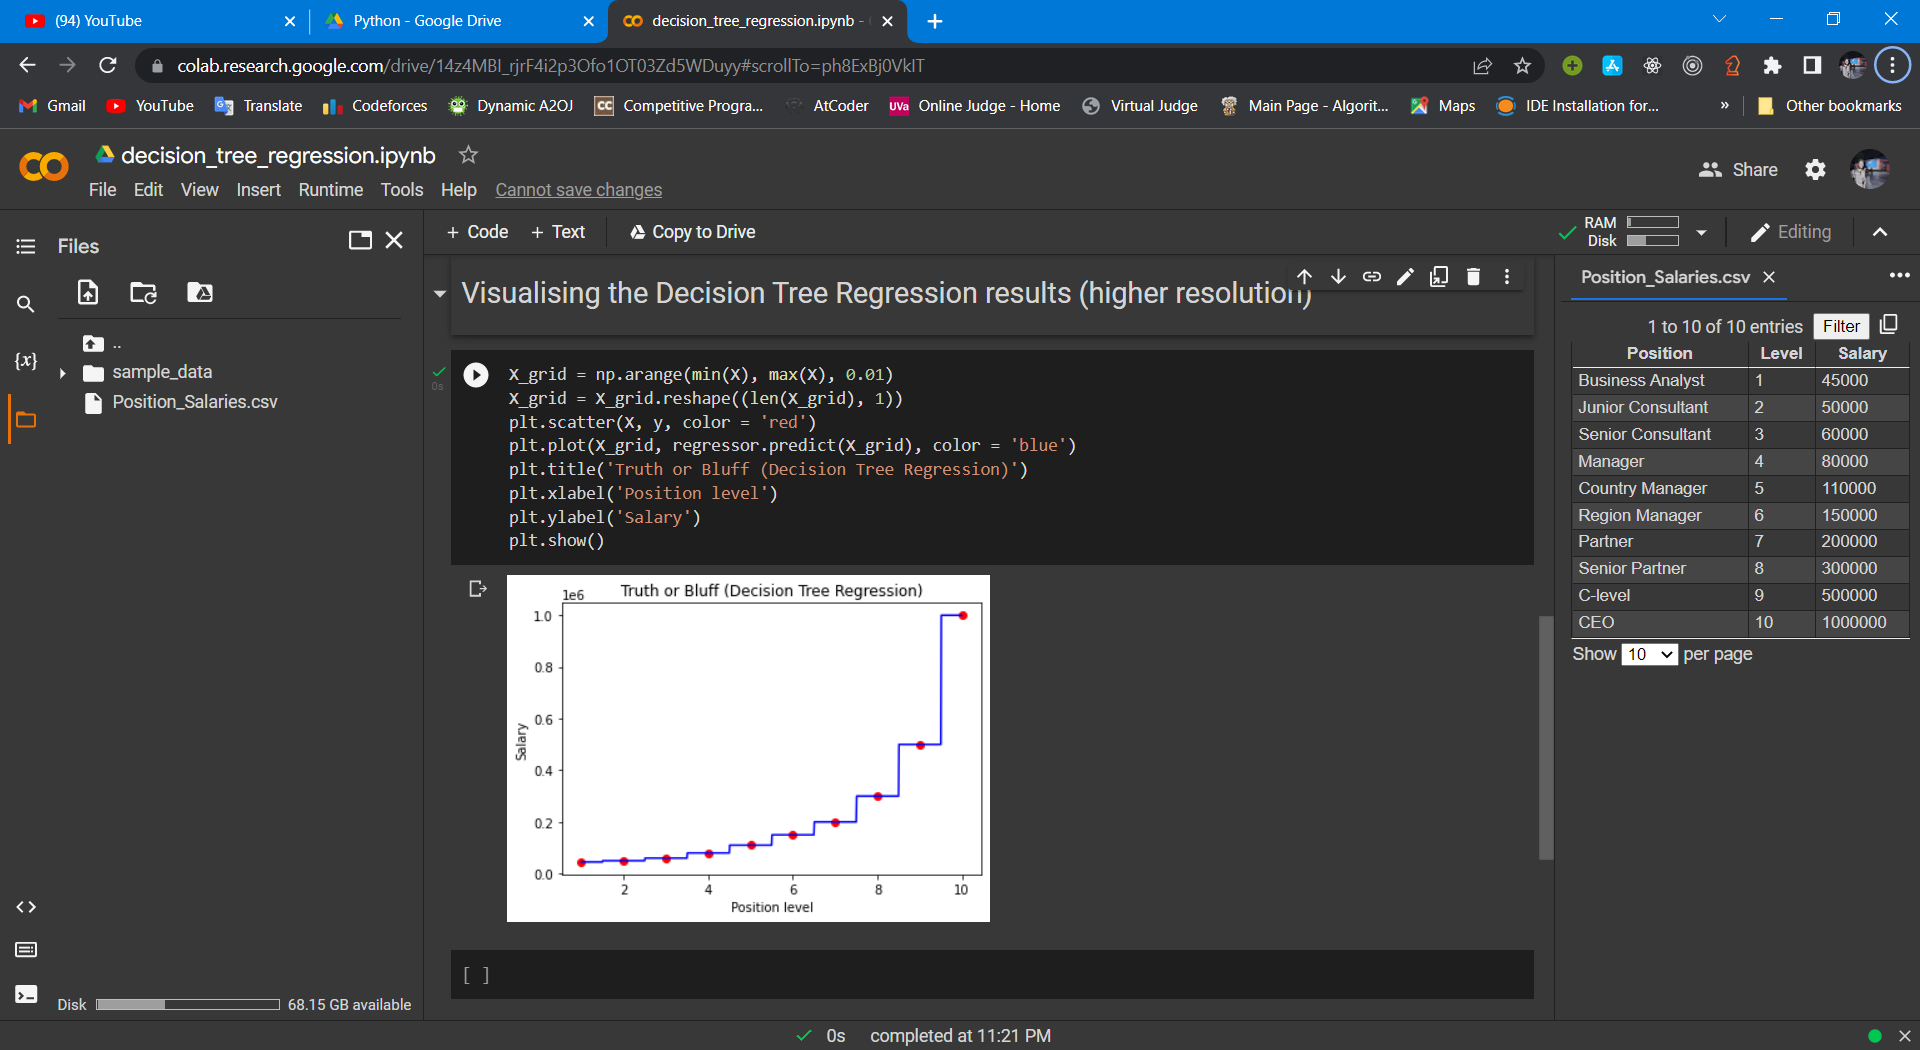 (94) YouTube
Python - Google Drive
decision_tree_regression.ipynb -
colab.research.google.com/drive/14z4MBl_rjrF4i2p3Ofo1OT03Zd5WDuyy#scrollTo=ph8ExBj0VkIT
Gmail YouTube Translate Codeforces Dynamic A2OJ CC Competitive Progra... AtCoder UVa Online Judge - Home Virtual Judge Main Page - Algorit... Maps IDE Installation for... » Other bookmarks
decision_tree_regression.ipynb
Share
File Edit View Insert Runtime Tools Help Cannot save changes
Files
+ Code + Text Copy to Drive
RAM
Disk
Editing
..
sample_data
Position_Salaries.csv
{x}
Visualising the Decision Tree Regression results (higher resolution)
0s
X_grid = np.arange(min(X), max(X), 0.01)
X_grid = X_grid.reshape((len(X_grid), 1))
plt.scatter(X, y, color = 'red')
plt.plot(X_grid, regressor.predict(X_grid), color = 'blue')
plt.title('Truth or Bluff (Decision Tree Regression)')
plt.xlabel('Position level')
plt.ylabel('Salary')
plt.show()
Truth or Bluff (Decision Tree Regression)
1e6
1.0
0.8
0.6
0.4
0.2
0.0
Salary
2 4 6 8 10
Position level
[ ]
Position_Salaries.csv
1 to 10 of 10 entries Filter
Position Level Salary
Business Analyst 1 45000
Junior Consultant 2 50000
Senior Consultant 3 60000
Manager 4 80000
Country Manager 5 110000
Region Manager 6 150000
Partner 7 200000
Senior Partner 8 300000
C-level 9 500000
CEO 10 1000000
Show 10 per page
Disk 68.15 GB available
0s completed at 11:21 PM